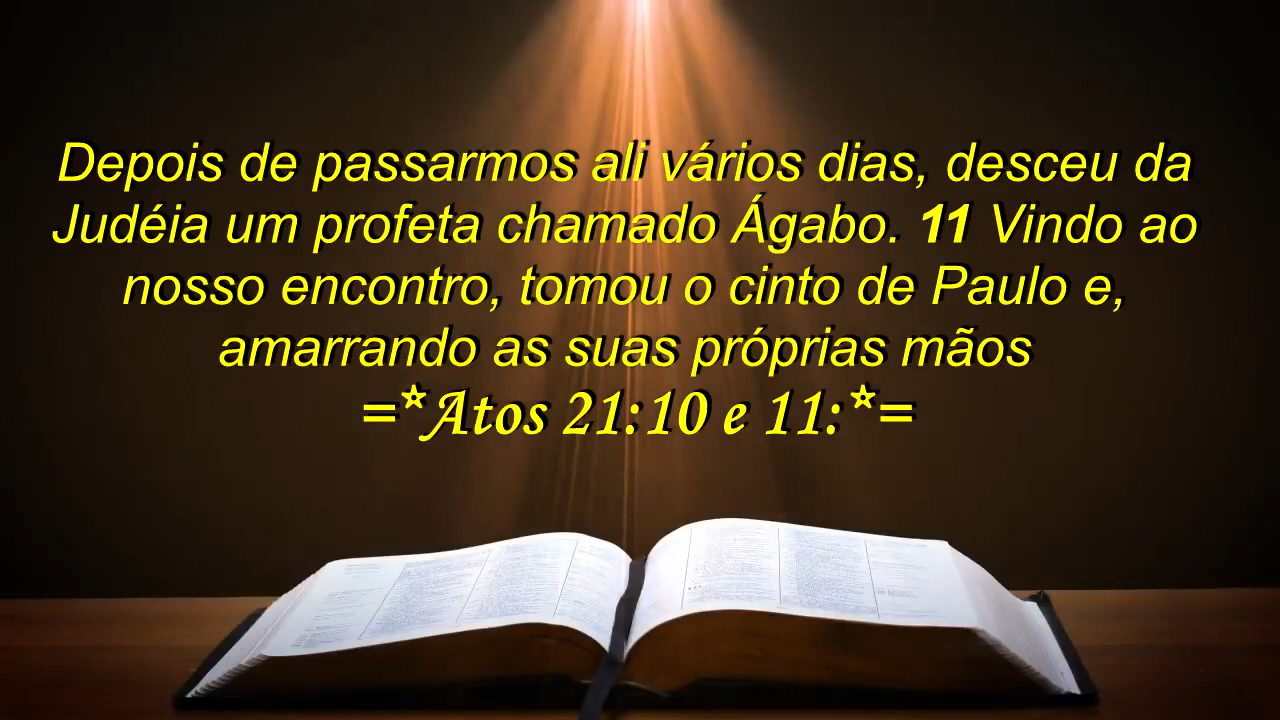 Depois de passarmos ali vários dias, desceu da
Judéia um profeta chamado Ágabo. 11 Vindo ao
nosso encontro, tomou o cinto de Paulo e,
amarrando as suas próprias mãos
=*Atos 21:10 e 11:*=